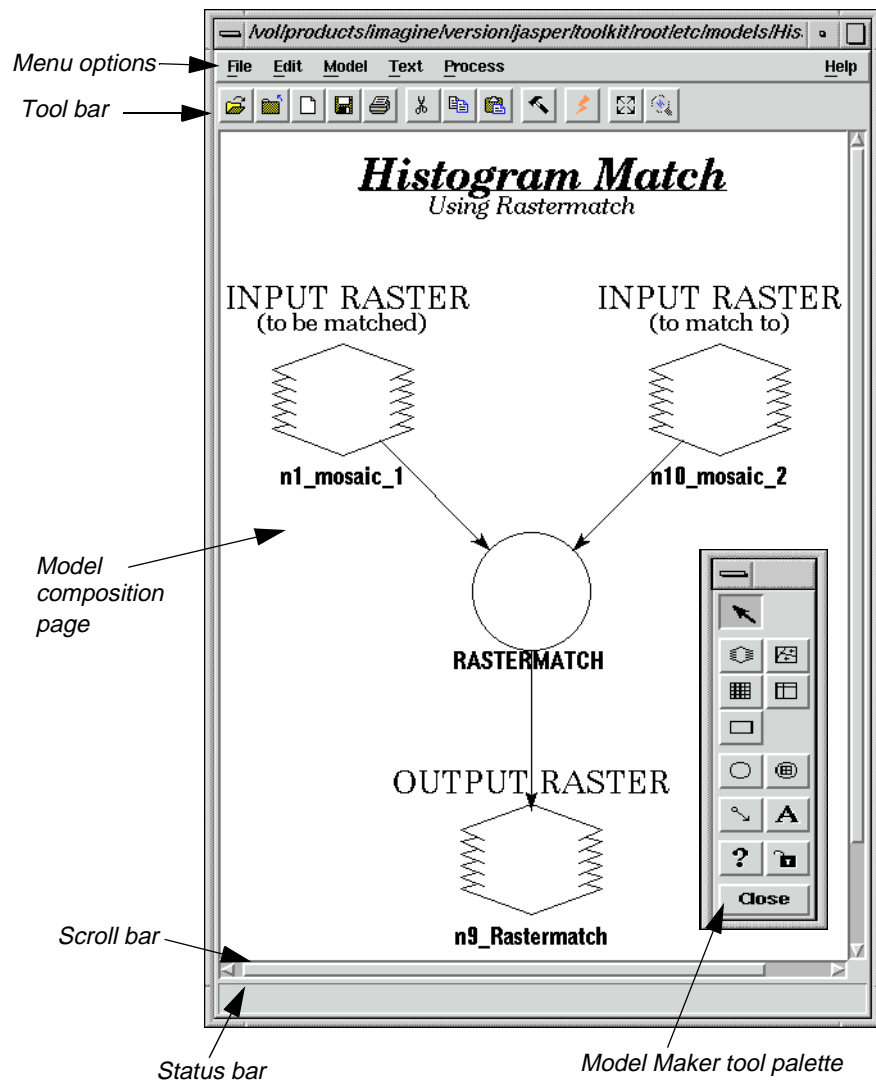 /vol/products/imagine/version/jasper/toolkit/root/etc/models/His.
Menu options
File Edit Model Text Process Help
Tool bar
Histogram Match
Using Rastermatch
INPUT RASTER
(to be matched)
INPUT RASTER
(to match to)
n1_mosaic_1
n10_mosaic_2
Model
composition
page
RASTERMATCH
A
?
Close
OUTPUT RASTER
n9_Rastermatch
Scroll bar
Status bar
Model Maker tool palette